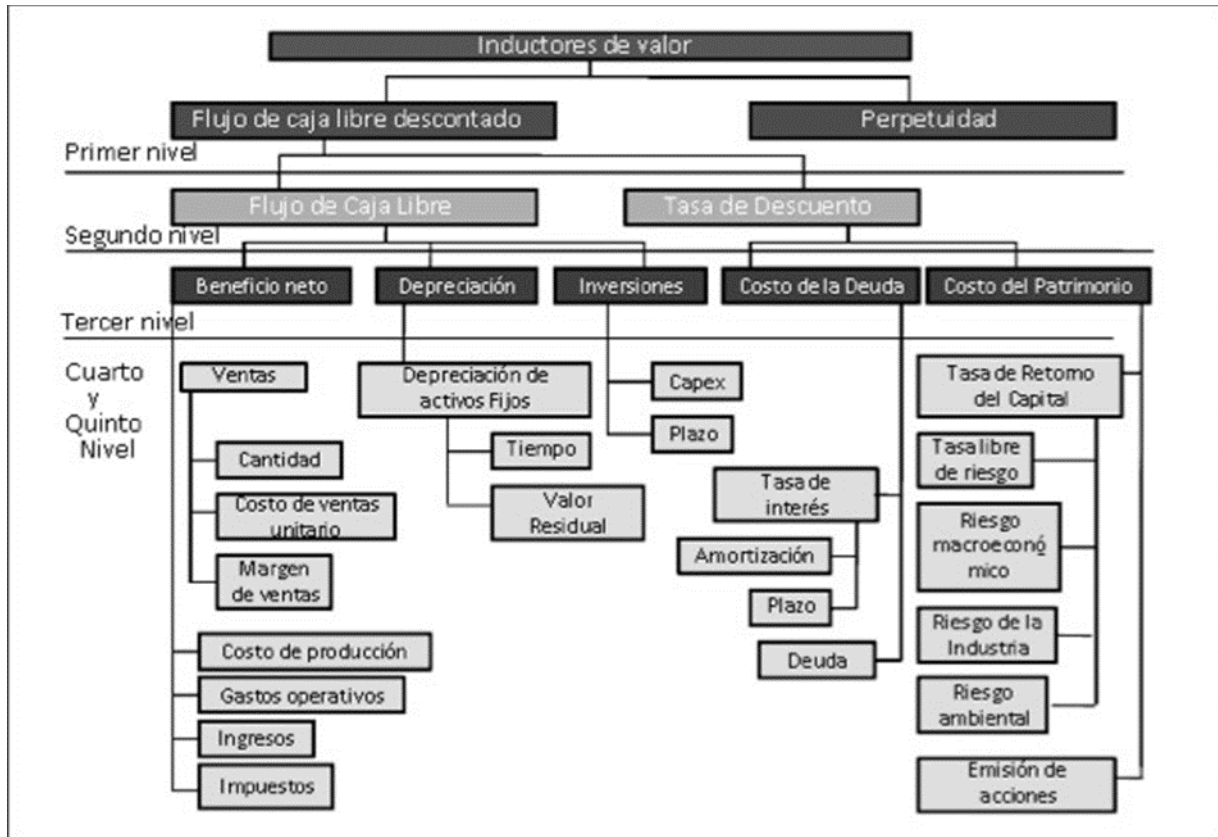 Inductores de valor
Flujo de caja libre descontado
Perpetuidad
Primer nivel
Flujo de Caja Libre
Tasa de Descuento
Segundo nivel
Beneficio neto
Depreciación
Inversiones
Costo de la Deuda
Costo del Patrimonio
Tercer nivel
Cuarto
y
Quinto
Nivel
Ventas
Cantidad
Costo de ventas
unitario
Margen
de ventas
Costo de producción
Gastos operativos
Ingresos
Impuestos
Depreciación de
activos Fijos
Tiempo
Valor
Residual
Capex
Plazo
Tasa de
interés
Amortización
Plazo
Deuda
Tasa de Retorno
del Capital
Tasa libre
de riesgo
Riesgo
macroeconó
mico
Riesgo de la
Industria
Riesgo
ambiental
Emisión de
acciones